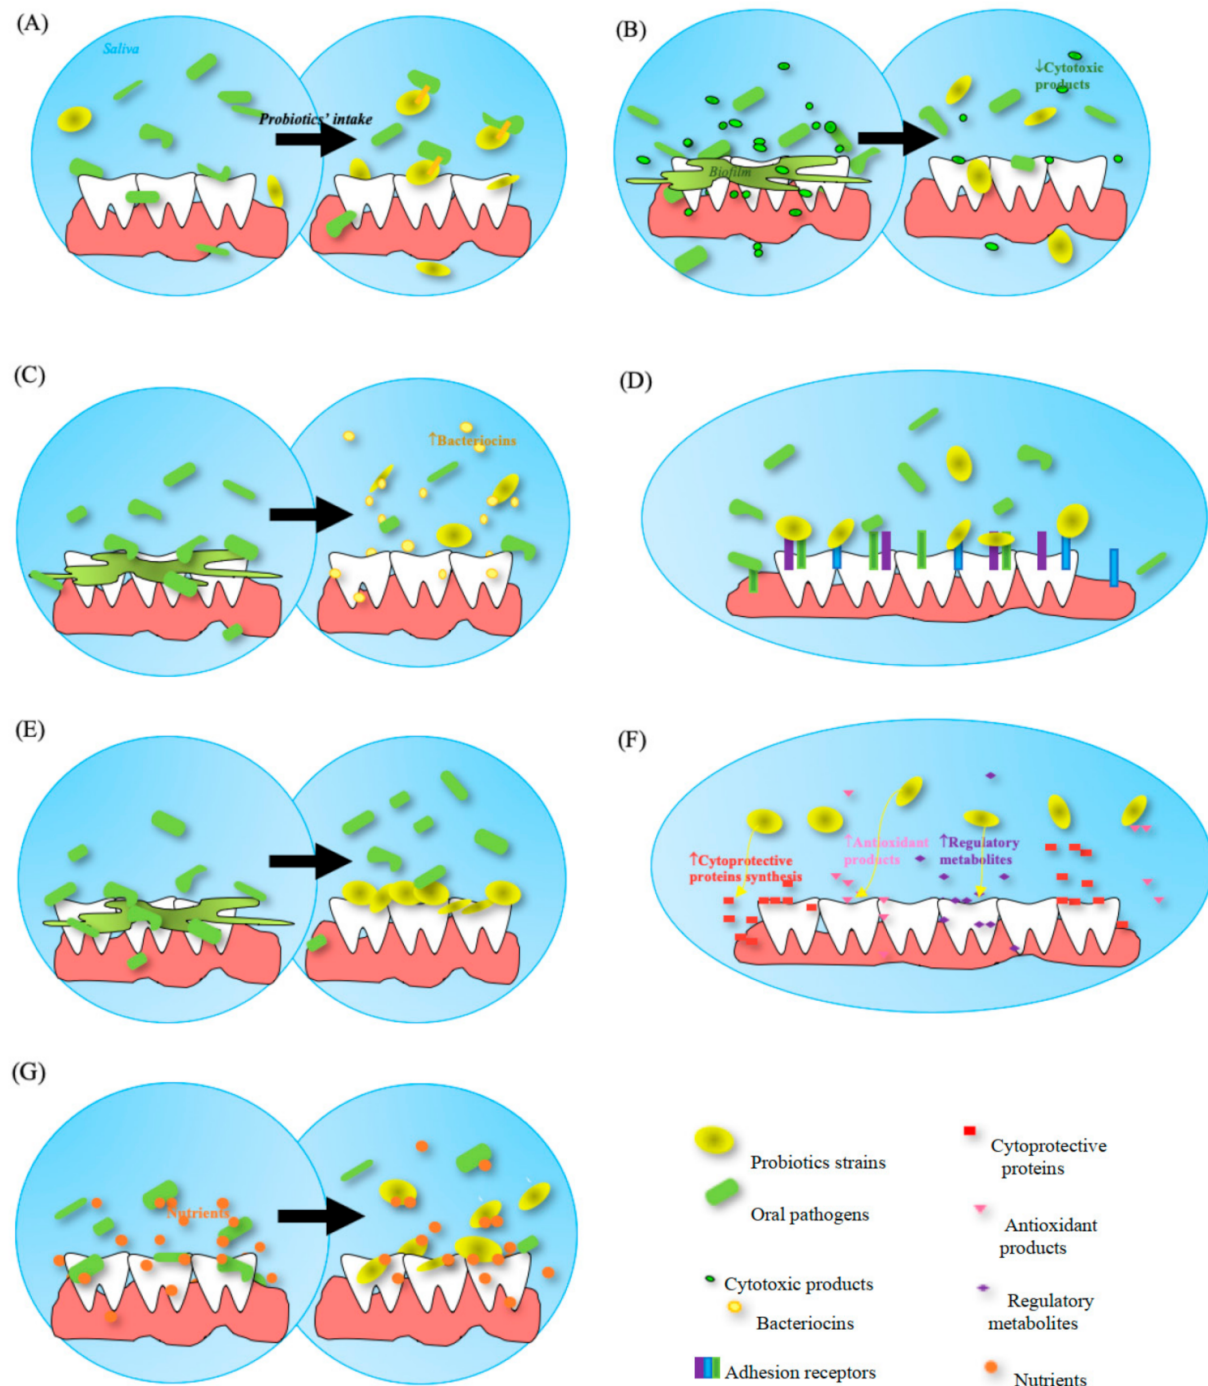 (A)
Saliva
Probiotics' intake
(B)
↓Cytotoxic
products
Biofilm
(C)
↑Bacteriocins
(D)
(E)
(F)
↑Cytoprotective
proteins synthesis
↑Antioxidant
products
↑Regulatory
metabolites
(G)
Nutrients
Probiotics strains
Oral pathogens
Cytotoxic products
Bacteriocins
Adhesion receptors
Cytoprotective
proteins
Antioxidant
products
Regulatory
metabolites
Nutrients